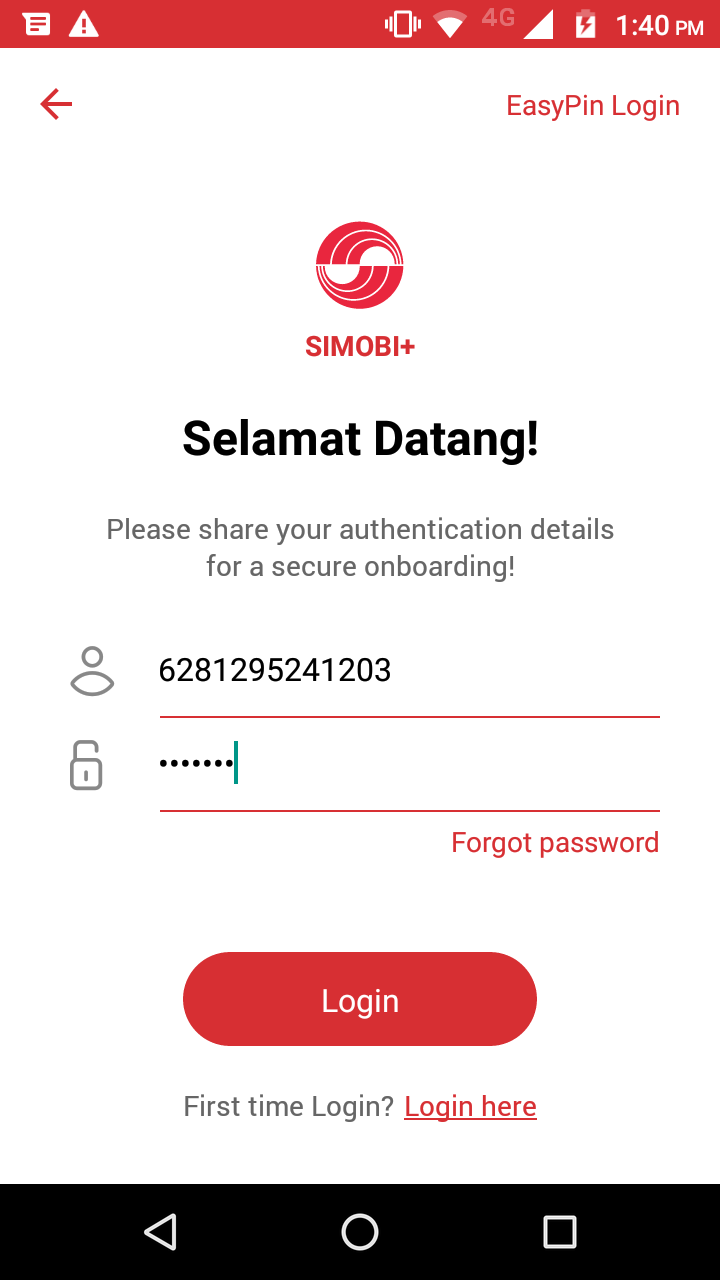 4G 1:40 PM
EasyPin Login
SIMOBI+
Selamat Datang!
Please share your authentication details
for a secure onboarding!
6281295241203
•••••••
Forgot password
Login
First time Login? Login here